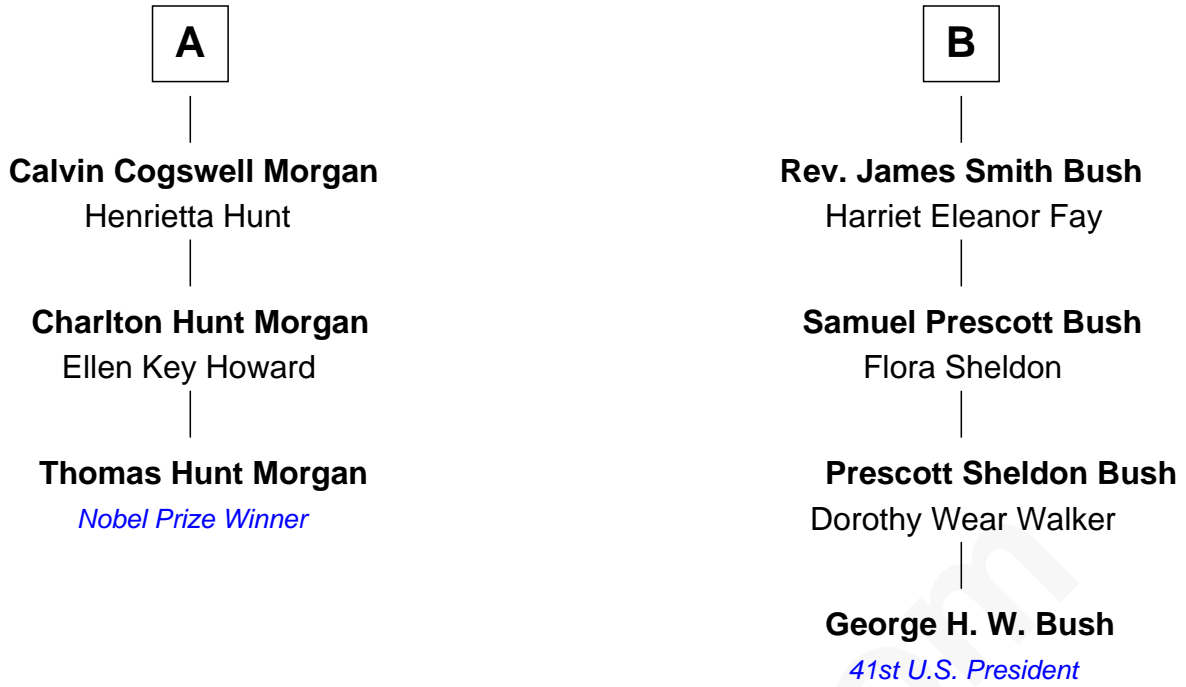 A
Calvin Cogswell Morgan
Henrietta Hunt
Charlton Hunt Morgan
Ellen Key Howard
Thomas Hunt Morgan
Nobel Prize Winner
B
Rev. James Smith Bush
Harriet Eleanor Fay
Samuel Prescott Bush
Flora Sheldon
Prescott Sheldon Bush
Dorothy Wear Walker
George H. W. Bush
41st U.S. President